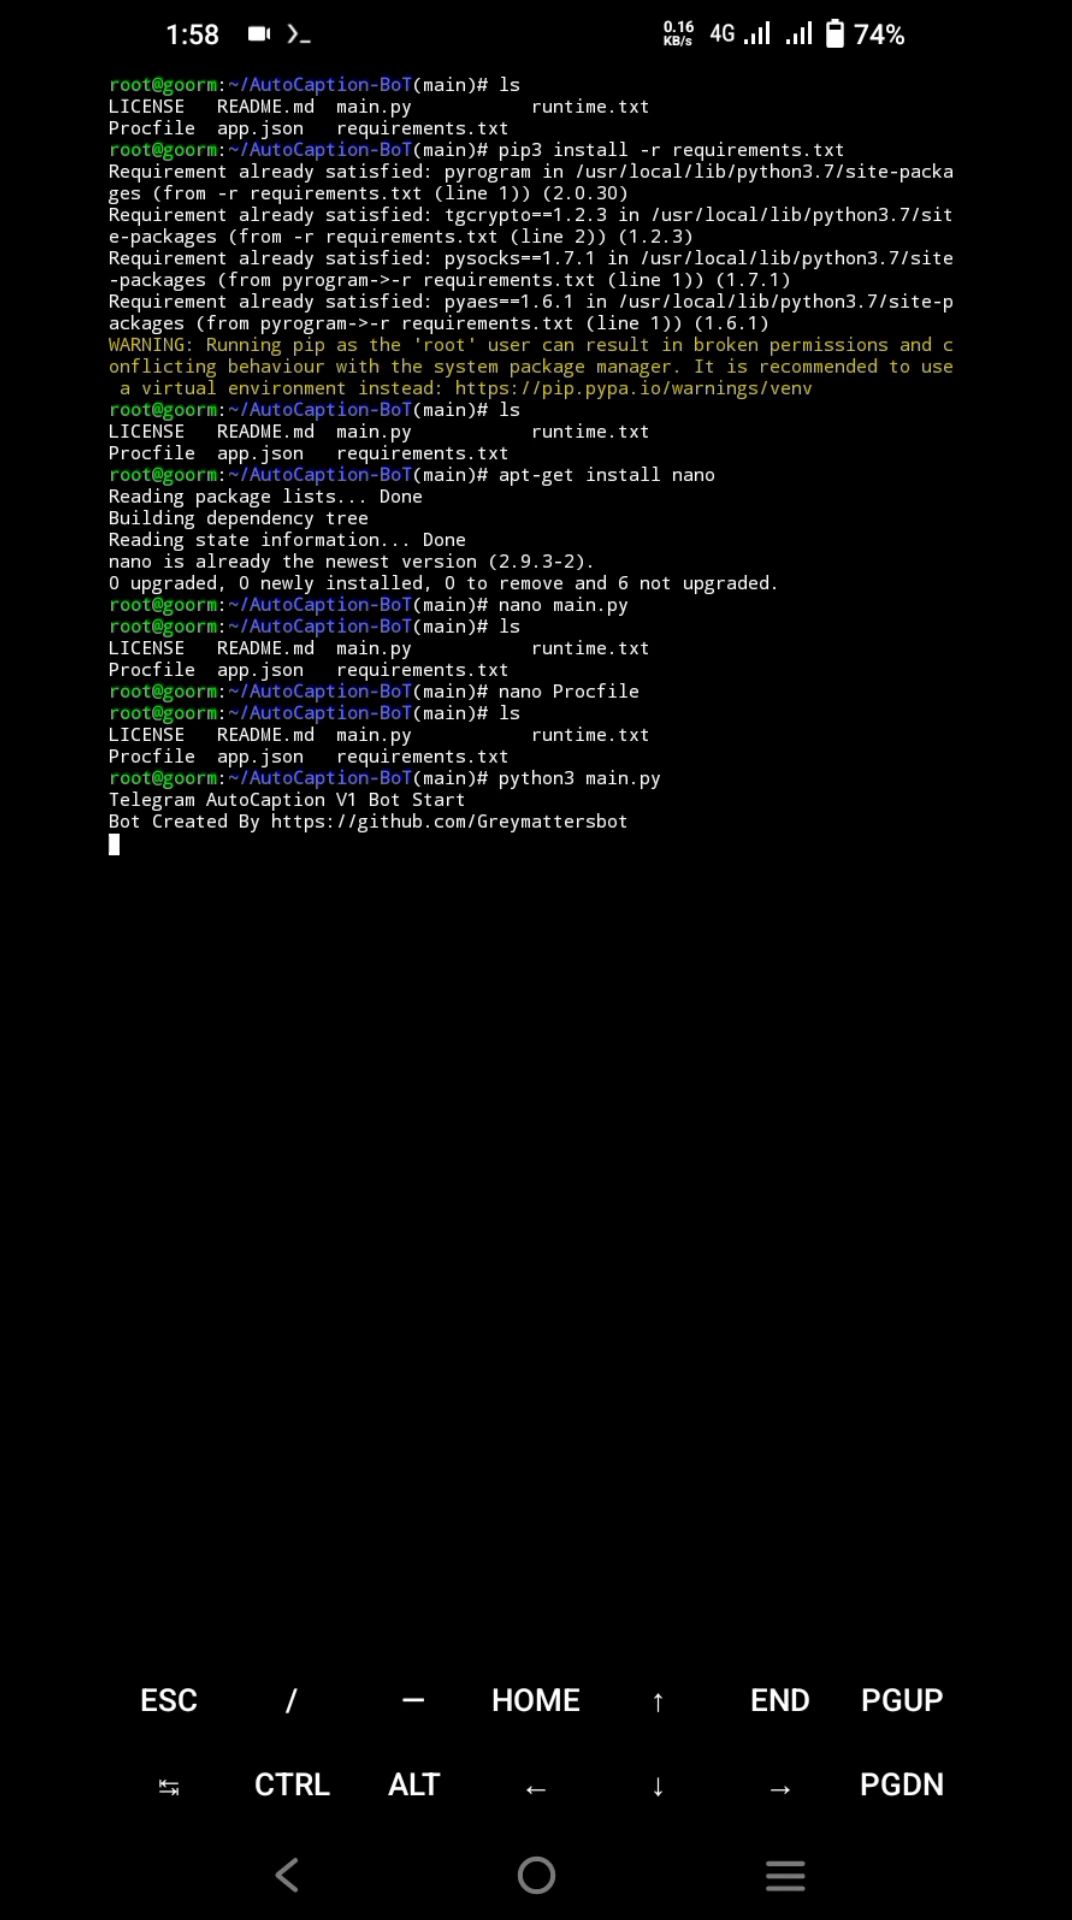 1:58
0.16 KB/s 4G 74%
root@goorm:~/AutoCaption-BoT(main)# ls
LICENSE   README.md  main.py           runtime.txt
Procfile  app.json   requirements.txt
root@goorm:~/AutoCaption-BoT(main)# pip3 install -r requirements.txt
Requirement already satisfied: pyrogram in /usr/local/lib/python3.7/site-packa
ges (from -r requirements.txt (line 1)) (2.0.30)
Requirement already satisfied: tgcrypto==1.2.3 in /usr/local/lib/python3.7/sit
e-packages (from -r requirements.txt (line 2)) (1.2.3)
Requirement already satisfied: pysocks==1.7.1 in /usr/local/lib/python3.7/site
-packages (from pyrogram->-r requirements.txt (line 1)) (1.7.1)
Requirement already satisfied: pyaes==1.6.1 in /usr/local/lib/python3.7/site-p
ackages (from pyrogram->-r requirements.txt (line 1)) (1.6.1)
WARNING: Running pip as the 'root' user can result in broken permissions and c
onflicting behaviour with the system package manager. It is recommended to use
 a virtual environment instead: https://pip.pypa.io/warnings/venv
root@goorm:~/AutoCaption-BoT(main)# ls
LICENSE   README.md  main.py           runtime.txt
Procfile  app.json   requirements.txt
root@goorm:~/AutoCaption-BoT(main)# apt-get install nano
Reading package lists... Done
Building dependency tree
Reading state information... Done
nano is already the newest version (2.9.3-2).
0 upgraded, 0 newly installed, 0 to remove and 6 not upgraded.
root@goorm:~/AutoCaption-BoT(main)# nano main.py
root@goorm:~/AutoCaption-BoT(main)# ls
LICENSE   README.md  main.py           runtime.txt
Procfile  app.json   requirements.txt
root@goorm:~/AutoCaption-BoT(main)# nano Procfile
root@goorm:~/AutoCaption-BoT(main)# ls
LICENSE   README.md  main.py           runtime.txt
Procfile  app.json   requirements.txt
root@goorm:~/AutoCaption-BoT(main)# python3 main.py
Telegram AutoCaption V1 Bot Start
Bot Created By https://github.com/Greymattersbot
ESC / — HOME ↑ END PGUP
↹ CTRL ALT ← ↓ → PGDN